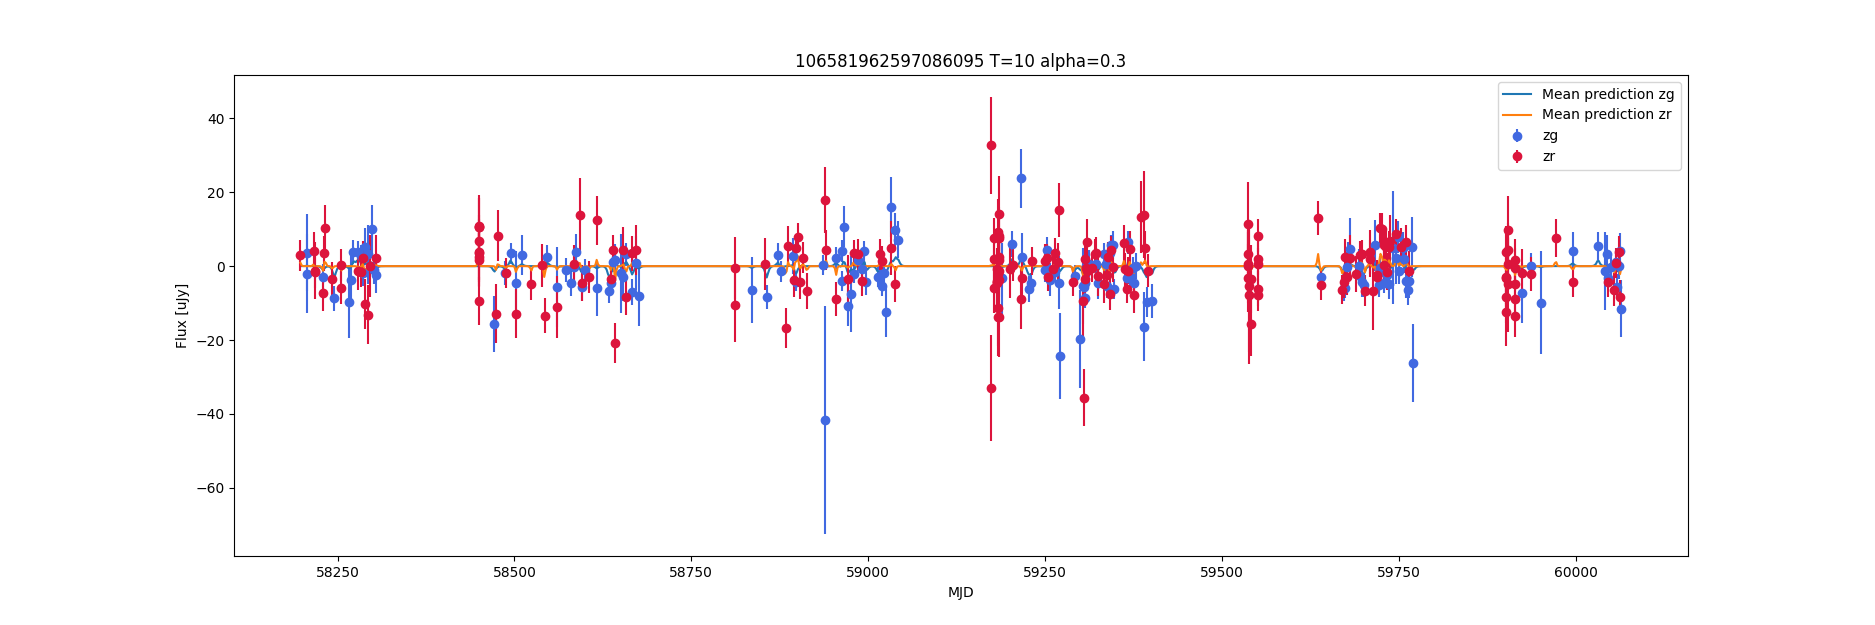 106581962597086095 T=10 alpha=0.3
Mean prediction zg
Mean prediction zr
zg
zr
Flux [uJy]
40
20
0
−20
−40
−60
58250 58500 58750 59000 59250 59500 59750 60000
MJD